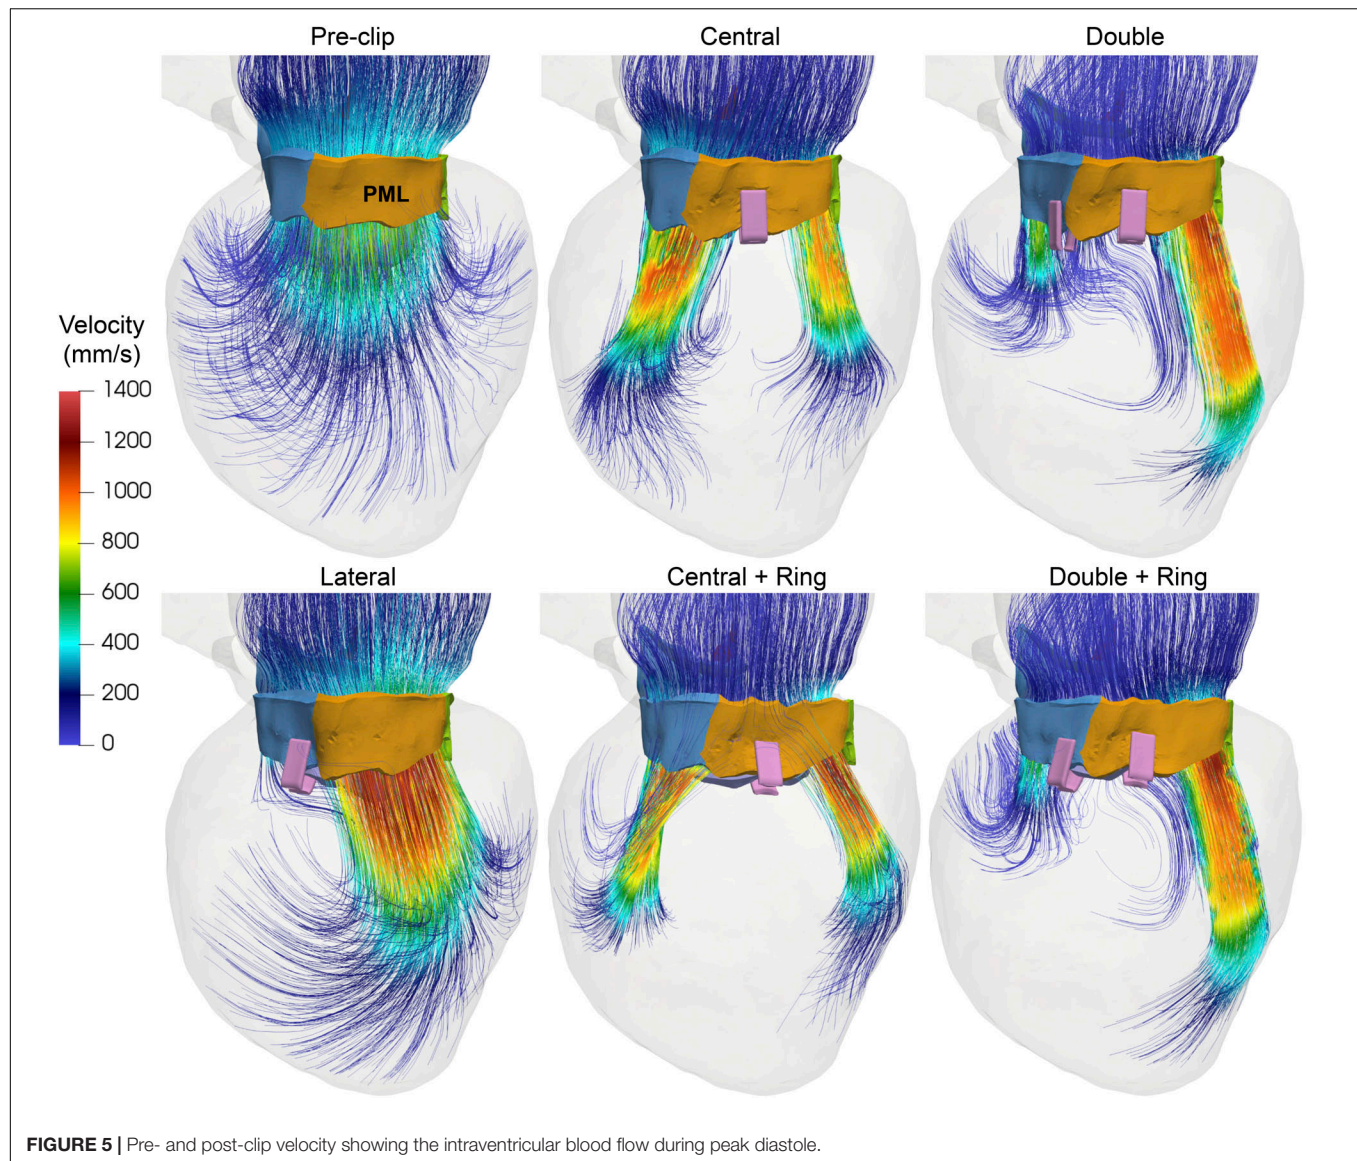 Pre-clip
Central
Double
PML
Velocity
(mm/s)
1400
1200
1000
800
600
400
200
0
Lateral
Central + Ring
Double + Ring
FIGURE 5 | Pre- and post-clip velocity showing the intraventricular blood flow during peak diastole.